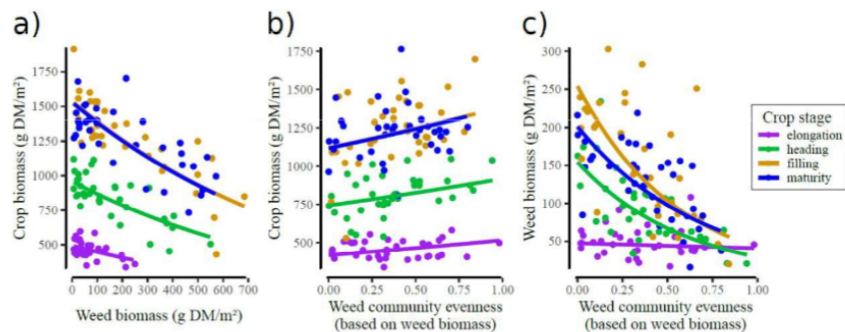 a)
b)
c)
Crop biomass (g DM/m²)
1750
1500
1250
1000
750
500
0 100 200 300 400 500 600 700
Weed biomass (g DM/m²)
Crop biomass (g DM/m²)
1750
1500
1250
1000
750
500
0.00 0.25 0.50 0.75 1.00
Weed community evenness
(based on weed biomass)
Weed biomass (g DM/m²)
300
250
200
150
100
50
0
0.00 0.25 0.50 0.75 1.00
Weed community evenness
(based on weed biomass)
Crop stage
elongation
heading
filling
maturity